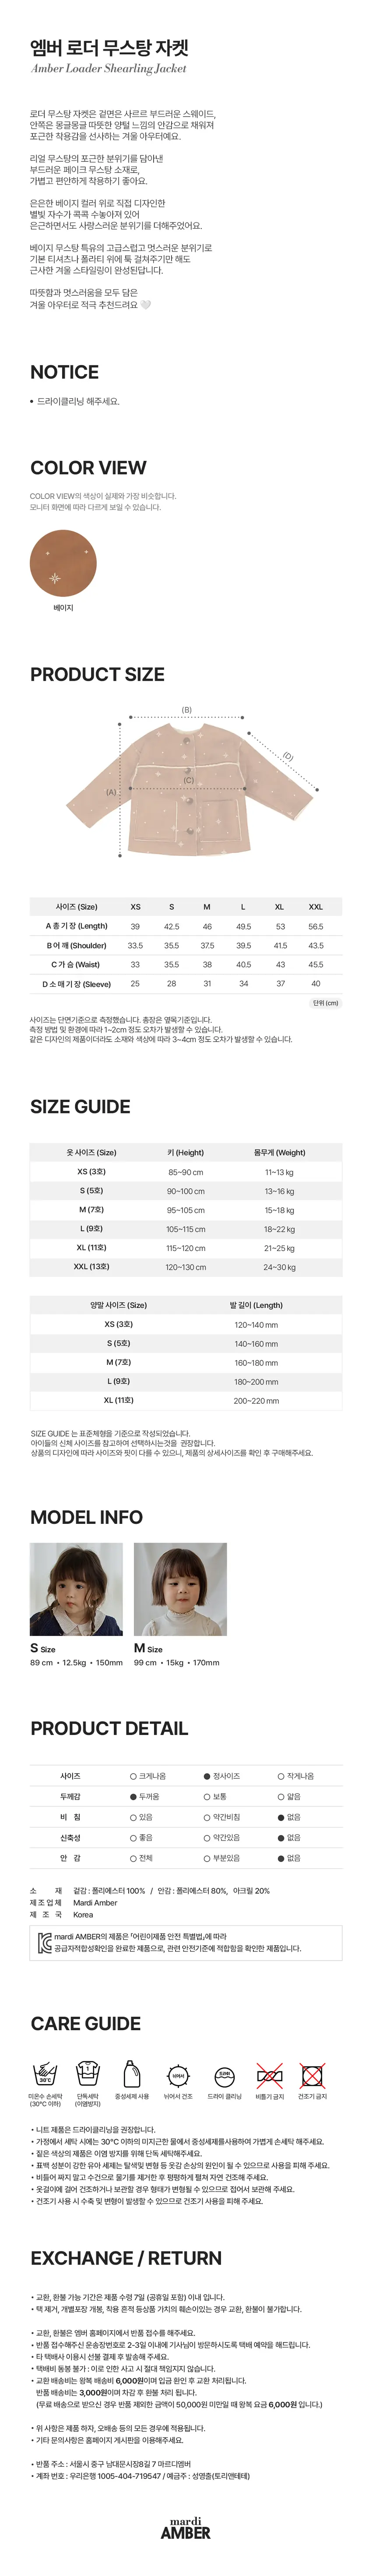 엠버 로더 무스탕 자켓
Amber Loader Shearling Jacket
로더 무스탕 자켓은 겉면은 사르르 부드러운 스웨이드,
안쪽은 몽글몽글 따뜻한 양털 느낌의 안감으로 채워져
포근한 착용감을 선사하는 겨울 아우터예요.
리얼 무스탕의 포근한 분위기를 담아낸
부드러운 페이크 무스탕 소재로,
가볍고 편안하게 착용하기 좋아요.
은은한 베이지 컬러 위로 직접 디자인한
별빛 자수가 콕콕 수놓아져 있어
은근하면서도 사랑스러운 분위기를 더해주었어요.
베이지 무스탕 특유의 고급스럽고 멋스러운 분위기로
기본 티셔츠나 폴라티 위에 툭 걸쳐주기만 해도
근사한 겨울 스타일링이 완성된답니다.
따뜻함과 멋스러움을 모두 담은
겨울 아우터로 적극 추천드려요 🤍
NOTICE
• 드라이클리닝 해주세요.
COLOR VIEW
COLOR VIEW의 색상이 실제와 가장 비슷합니다.
모니터 화면에 따라 다르게 보일 수 있습니다.
베이지
PRODUCT SIZE
(B)
(D)
(C)
(A)
사이즈 (Size) XS S M L XL XXL
A 총 기 장 (Length) 39 42.5 46 49.5 53 56.5
B 어 깨 (Shoulder) 33.5 35.5 37.5 39.5 41.5 43.5
C 가 슴 (Waist) 33 35.5 38 40.5 43 45.5
D 소 매 기 장 (Sleeve) 25 28 31 34 37 40
단위 (cm)
사이즈는 단면기준으로 측정했습니다. 총장은 옆목기준입니다.
측정 방법 및 환경에 따라 1~2cm 정도 오차가 발생할 수 있습니다.
같은 디자인의 제품이더라도 소재와 색상에 따라 3~4cm 정도 오차가 발생할 수 있습니다.
SIZE GUIDE
옷 사이즈 (Size) 키 (Height) 몸무게 (Weight)
XS (3호) 85~90 cm 11~13 kg
S (5호) 90~100 cm 13~16 kg
M (7호) 95~105 cm 15~18 kg
L (9호) 105~115 cm 18~22 kg
XL (11호) 115~120 cm 21~25 kg
XXL (13호) 120~130 cm 24~30 kg
양말 사이즈 (Size) 발 길이 (Length)
XS (3호) 120~140 mm
S (5호) 140~160 mm
M (7호) 160~180 mm
L (9호) 180~200 mm
XL (11호) 200~220 mm
SIZE GUIDE 는 표준체형을 기준으로 작성되었습니다.
아이들의 신체 사이즈를 참고하여 선택하시는것을 권장합니다.
상품의 디자인에 따라 사이즈와 핏이 다를 수 있으니, 제품의 상세사이즈를 확인 후 구매해주세요.
MODEL INFO
S Size
89 cm • 12.5kg • 150mm
M Size
99 cm • 15kg • 170mm
PRODUCT DETAIL
사이즈 ○ 크게나옴 ● 정사이즈 ○ 작게나옴
두께감 ● 두꺼움 ○ 보통 ○ 얇음
비 침 ○ 있음 ○ 약간비침 ● 없음
신축성 ○ 좋음 ○ 약간있음 ● 없음
안 감 ○ 전체 ○ 부분있음 ● 없음
소 재 겉감 : 폴리에스터 100% / 안감 : 폴리에스터 80%, 아크릴 20%
제조업체 Mardi Amber
제 조 국 Korea
mardi AMBER의 제품은 「어린이제품 안전 특별법」에 따라
공급자적합성확인을 완료한 제품으로, 관련 안전기준에 적합함을 확인한 제품입니다.
CARE GUIDE
30℃
1
뉘어서
드라이
미온수 손세탁
(30℃ 이하)
단독세탁
(이염방지)
중성세제 사용
뉘어서 건조
드라이 클리닝
비틀기 금지
건조기 금지
• 니트 제품은 드라이클리닝을 권장합니다.
• 가정에서 세탁 시에는 30℃ 이하의 미지근한 물에서 중성세제를사용하여 가볍게 손세탁 해주세요.
• 짙은 색상의 제품은 이염 방지를 위해 단독 세탁해주세요.
• 표백 성분이 강한 유아 세제는 탈색및 변형 등 옷감 손상의 원인이 될 수 있으므로 사용을 피해 주세요.
• 비틀어 짜지 말고 수건으로 물기를 제거한 후 평평하게 펼쳐 자연 건조해 주세요.
• 옷걸이에 걸어 건조하거나 보관할 경우 형태가 변형될 수 있으므로 접어서 보관해 주세요.
• 건조기 사용 시 수축 및 변형이 발생할 수 있으므로 건조기 사용을 피해 주세요.
EXCHANGE / RETURN
• 교환, 환불 가능 기간은 제품 수령 7일 (공휴일 포함) 이내 입니다.
• 택 제거, 개별포장 개봉, 착용 흔적 등상품 가치의 훼손이있는 경우 교환, 환불이 불가합니다.
• 교환, 환불은 엠버 홈페이지에서 반품 접수를 해주세요.
• 반품 접수해주신 운송장번호로 2-3일 이내에 기사님이 방문하시도록 택배 예약을 해드립니다.
• 타 택배사 이용시 선불 결제 후 발송해 주세요.
• 택배비 동봉 불가 : 이로 인한 사고 시 절대 책임지지 않습니다.
• 교환 배송비는 왕복 배송비 6,000원이며 입금 환인 후 교환 처리됩니다.
반품 배송비는 3,000원이며 차감 후 환불 처리 됩니다.
(무료 배송으로 받으신 경우 반품 제외한 금액이 50,000원 미만일 때 왕복 요금 6,000원 입니다.)
• 위 사항은 제품 하자, 오배송 등의 모든 경우에 적용됩니다.
• 기타 문의사항은 홈페이지 게시판을 이용해주세요.
• 반품 주소 : 서울시 중구 남대문시장8길 7 마르디엠버
• 계좌 번호 : 우리은행 1005-404-719547 / 예금주 : 성영출(토리앤테테)
mardi
AMBER